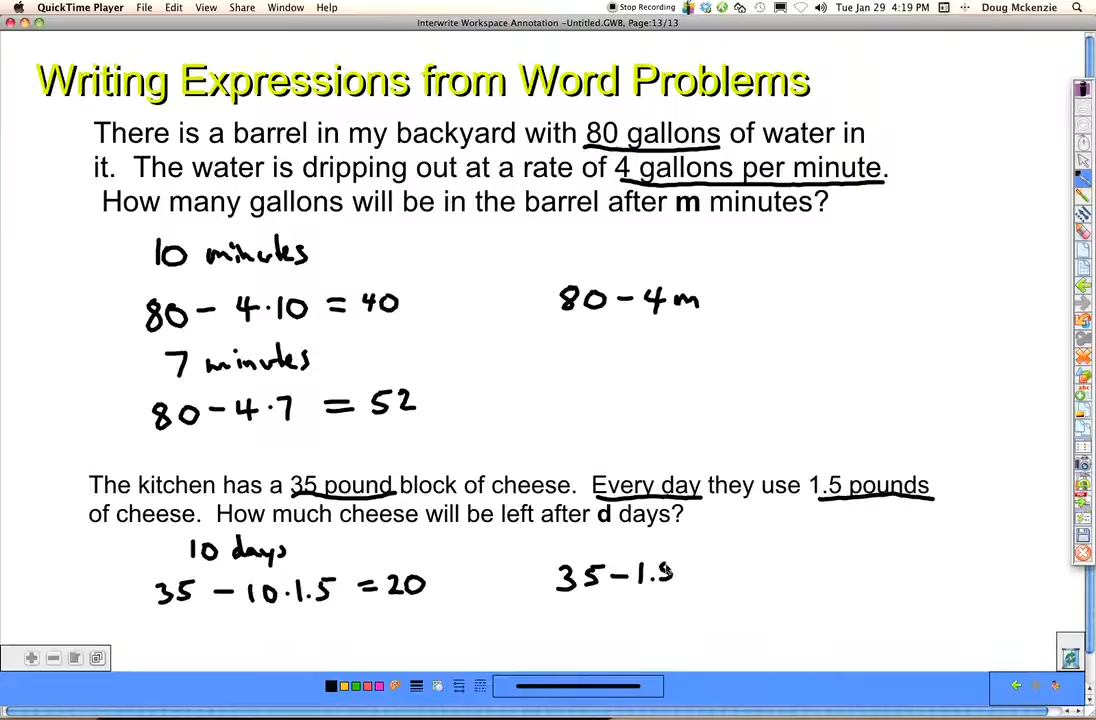 QuickTime Player File Edit View Share Window Help Stop Recording Tue Jan 29 4:19 PM Doug Mckenzie
Interwrite Workspace Annotation ~Untitled.GWB, Page:13/13
Writing Expressions from Word Problems
There is a barrel in my backyard with 80 gallons of water in
it. The water is dripping out at a rate of 4 gallons per minute.
How many gallons will be in the barrel after m minutes?
10 minutes
80 - 4·10 = 40 80 - 4m
7 minutes
80 - 4·7 = 52
The kitchen has a 35 pound block of cheese. Every day they use 1.5 pounds
of cheese. How much cheese will be left after d days?
10 days
35 - 10·1.5 = 20 35 - 1.5